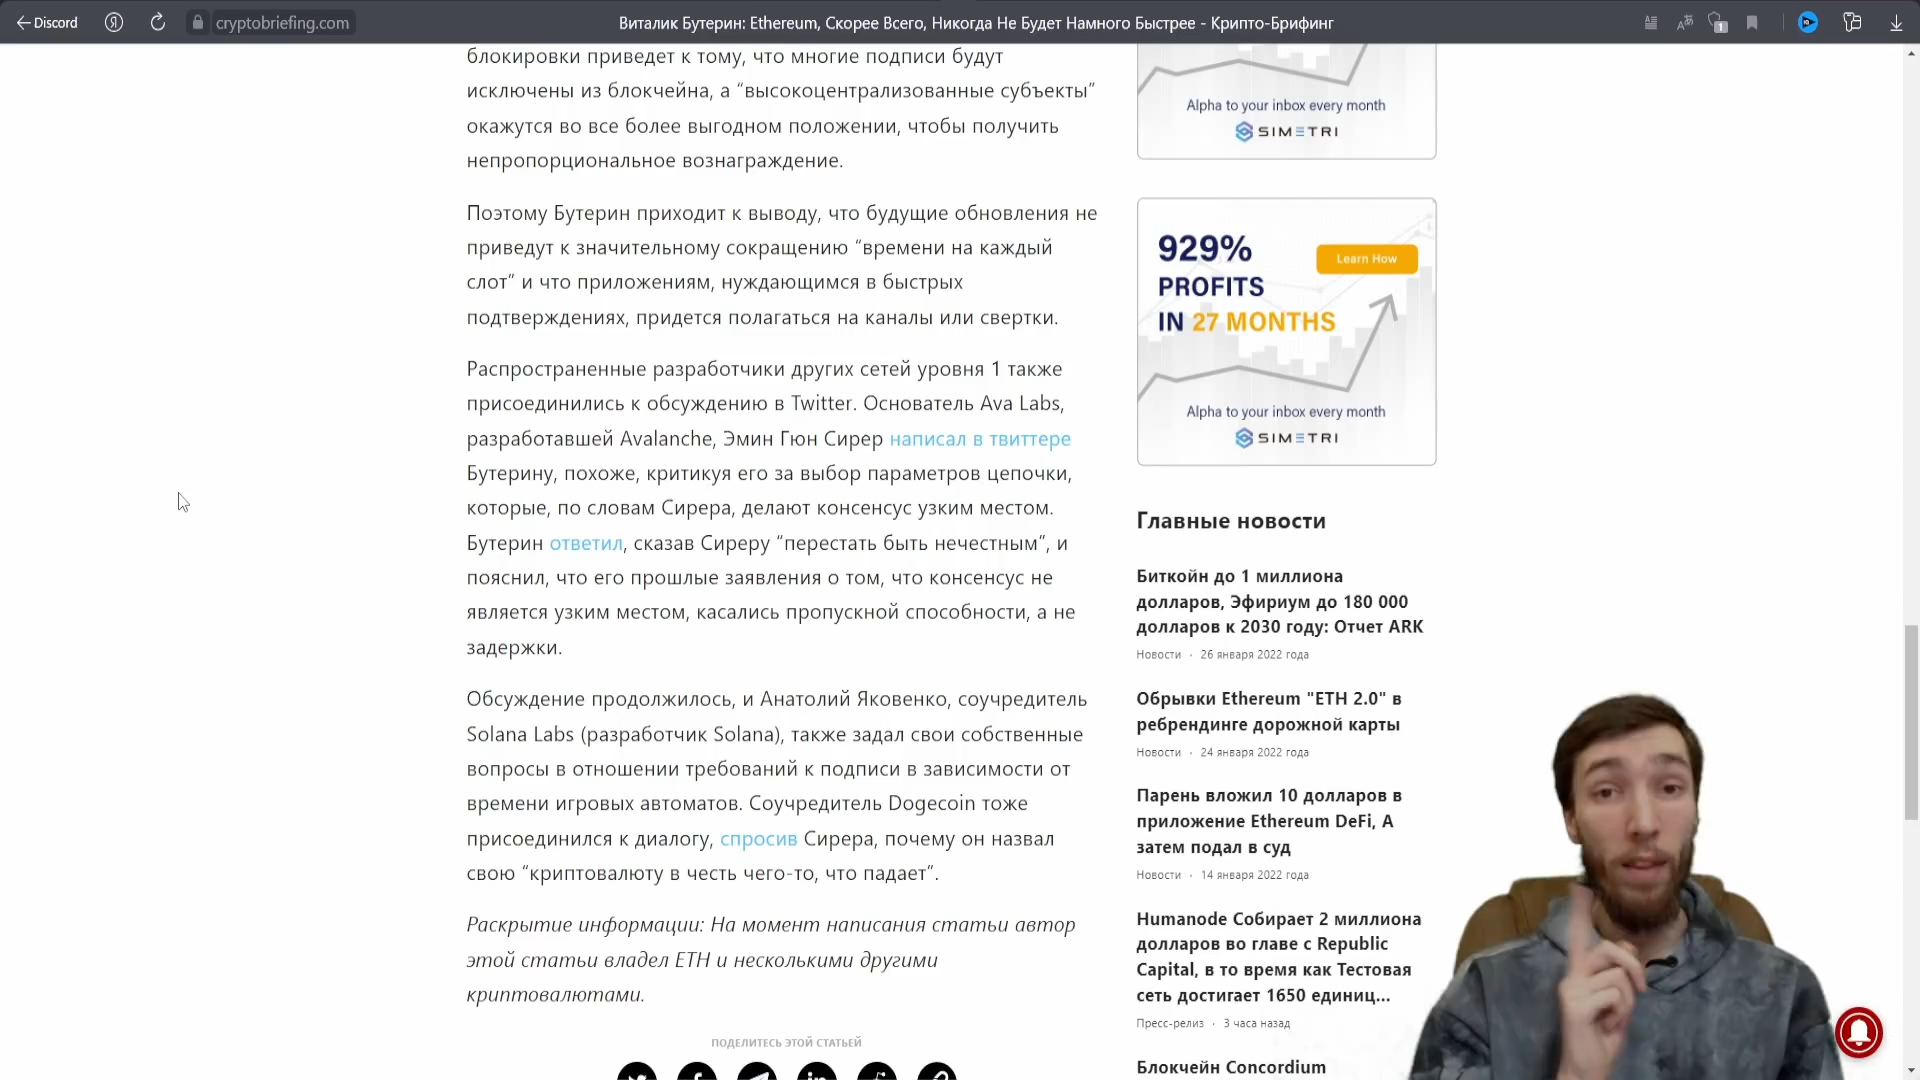 Discord
cryptobriefing.com
Виталик Бутерин: Ethereum, Скорее Всего, Никогда Не Будет Намного Быстрее - Крипто-Брифинг
1
блокировки приведет к тому, что многие подписи будут
исключены из блокчейна, а “высокоцентрализованные субъекты”
окажутся во все более выгодном положении, чтобы получить
непропорциональное вознаграждение.
Поэтому Бутерин приходит к выводу, что будущие обновления не
приведут к значительному сокращению “времени на каждый
слот” и что приложениям, нуждающимся в быстрых
подтверждениях, придется полагаться на каналы или свертки.
Распространенные разработчики других сетей уровня 1 также
присоединились к обсуждению в Twitter. Основатель Ava Labs,
разработавшей Avalanche, Эмин Гюн Сирер написал в твиттере
Бутерину, похоже, критикуя его за выбор параметров цепочки,
которые, по словам Сирера, делают консенсус узким местом.
Бутерин ответил, сказав Сиреру “перестать быть нечестным”, и
пояснил, что его прошлые заявления о том, что консенсус не
является узким местом, касались пропускной способности, а не
задержки.
Обсуждение продолжилось, и Анатолий Яковенко, соучредитель
Solana Labs (разработчик Solana), также задал свои собственные
вопросы в отношении требований к подписи в зависимости от
времени игровых автоматов. Соучредитель Dogecoin тоже
присоединился к диалогу, спросив Сирера, почему он назвал
свою “криптовалюту в честь чего-то, что падает”.
Раскрытие информации: На момент написания статьи автор
этой статьи владел ETH и несколькими другими
криптовалютами.
ПОДЕЛИТЕСЬ ЭТОЙ СТАТЬЕЙ
Alpha to your inbox every month
SIMETRI
929%
PROFITS
IN 27 MONTHS
Learn How
Alpha to your inbox every month
SIMETRI
Главные новости
Биткойн до 1 миллиона
долларов, Эфириум до 180 000
долларов к 2030 году: Отчет ARK
Новости · 26 января 2022 года
Обрывки Ethereum "ETH 2.0" в
ребрендинге дорожной карты
Новости · 24 января 2022 года
Парень вложил 10 долларов в
приложение Ethereum DeFi, А
затем подал в суд
Новости · 14 января 2022 года
Humanode Собирает 2 миллиона
долларов во главе с Republic
Capital, в то время как Тестовая
сеть достигает 1650 единиц...
Пресс-релиз · 3 часа назад
Блокчейн Concordium